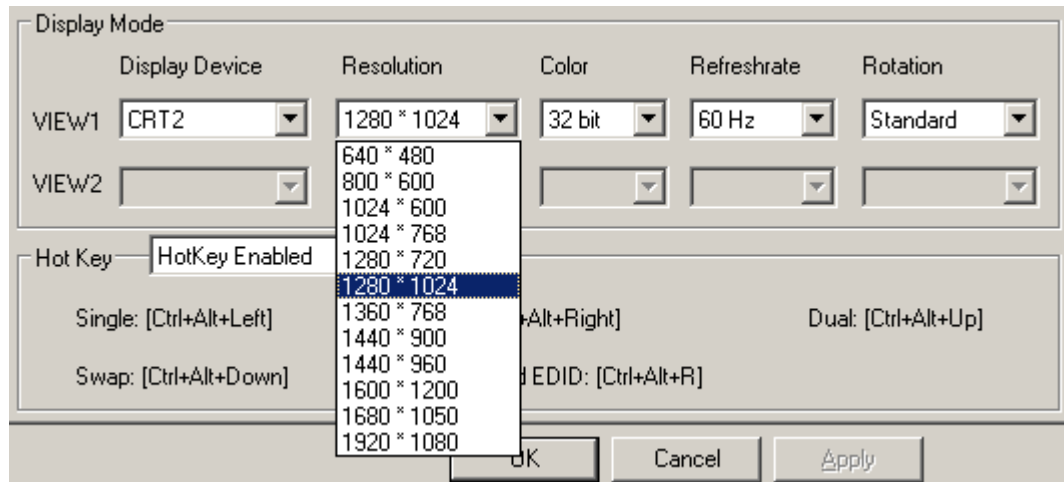 Display Mode
Display Device Resolution Color Refreshrate Rotation
VIEW1 CRT2 1280 * 1024 32 bit 60 Hz Standard
640 * 480
VIEW2 800 * 600
1024 * 600
1024 * 768
Hot Key HotKey Enabled 1280 * 720
1280 * 1024
Single: [Ctrl+Alt+Left] 1360 * 768 +Alt+Right] Dual: [Ctrl+Alt+Up]
1440 * 900
1440 * 960
Swap: [Ctrl+Alt+Down] 1600 * 1200 EDID: [Ctrl+Alt+R]
1680 * 1050
1920 * 1080
OK Cancel Apply